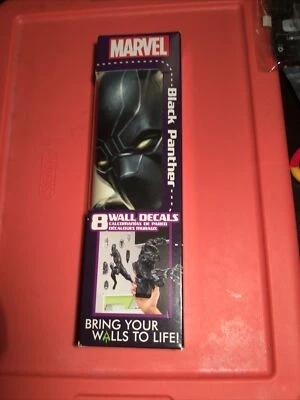 MARVEL
Black Panther
8 WALL DECALS
CALCOMANÍAS DE PARED
DÉCALQUES MURAUX
BRING YOUR
WALLS TO LIFE!